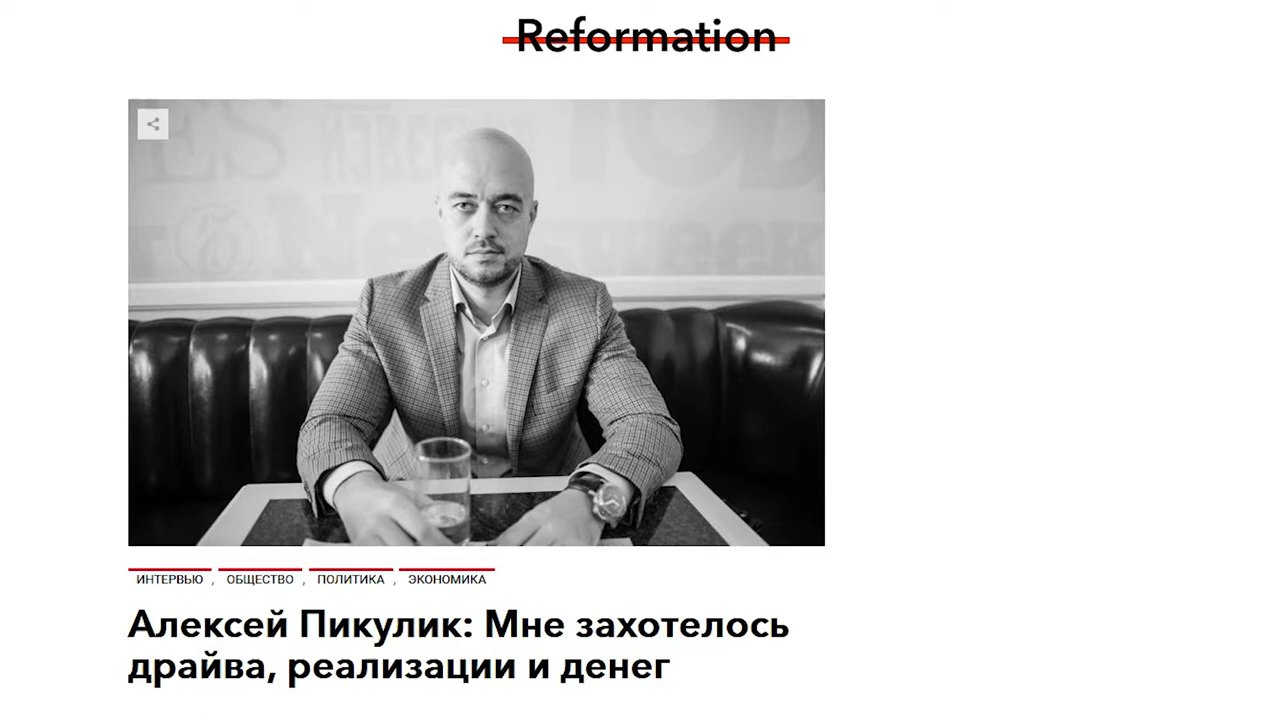 Reformation
ИНТЕРВЬЮ , ОБЩЕСТВО , ПОЛИТИКА , ЭКОНОМИКА
Алексей Пикулик: Мне захотелось
драйва, реализации и денег